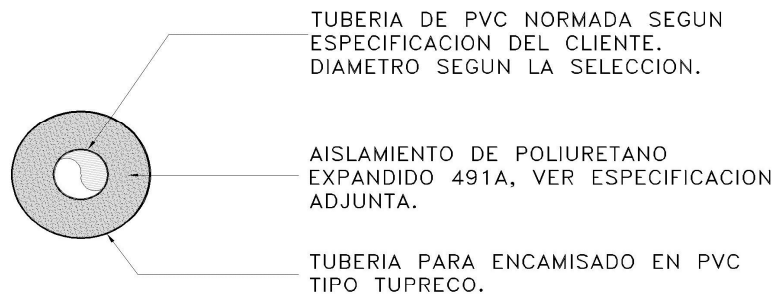 TUBERIA DE PVC NORMADA SEGUN
ESPECIFICACION DEL CLIENTE.
DIAMETRO SEGUN LA SELECCION.
AISLAMIENTO DE POLIURETANO
EXPANDIDO 491A, VER ESPECIFICACION
ADJUNTA.
TUBERIA PARA ENCAMISADO EN PVC
TIPO TUPRECO.